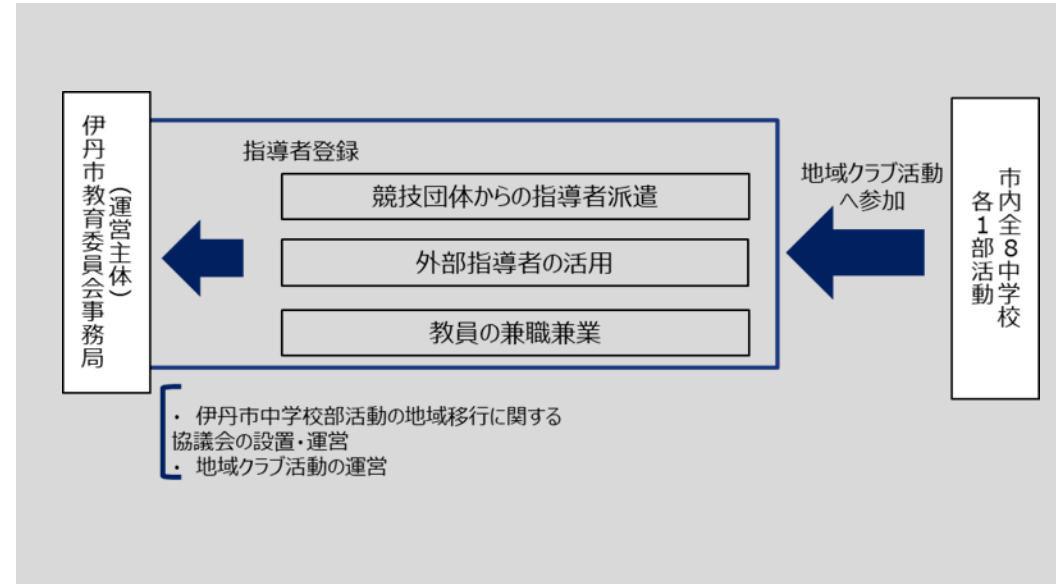 伊丹市教育委員会事務局
（運営主体）
指導者登録
競技団体からの指導者派遣
外部指導者の活用
教員の兼職兼業
地域クラブ活動
へ参加
市内全８中学校
各１部活動
・ 伊丹市中学校部活動の地域移行に関する
協議会の設置・運営
・ 地域クラブ活動の運営